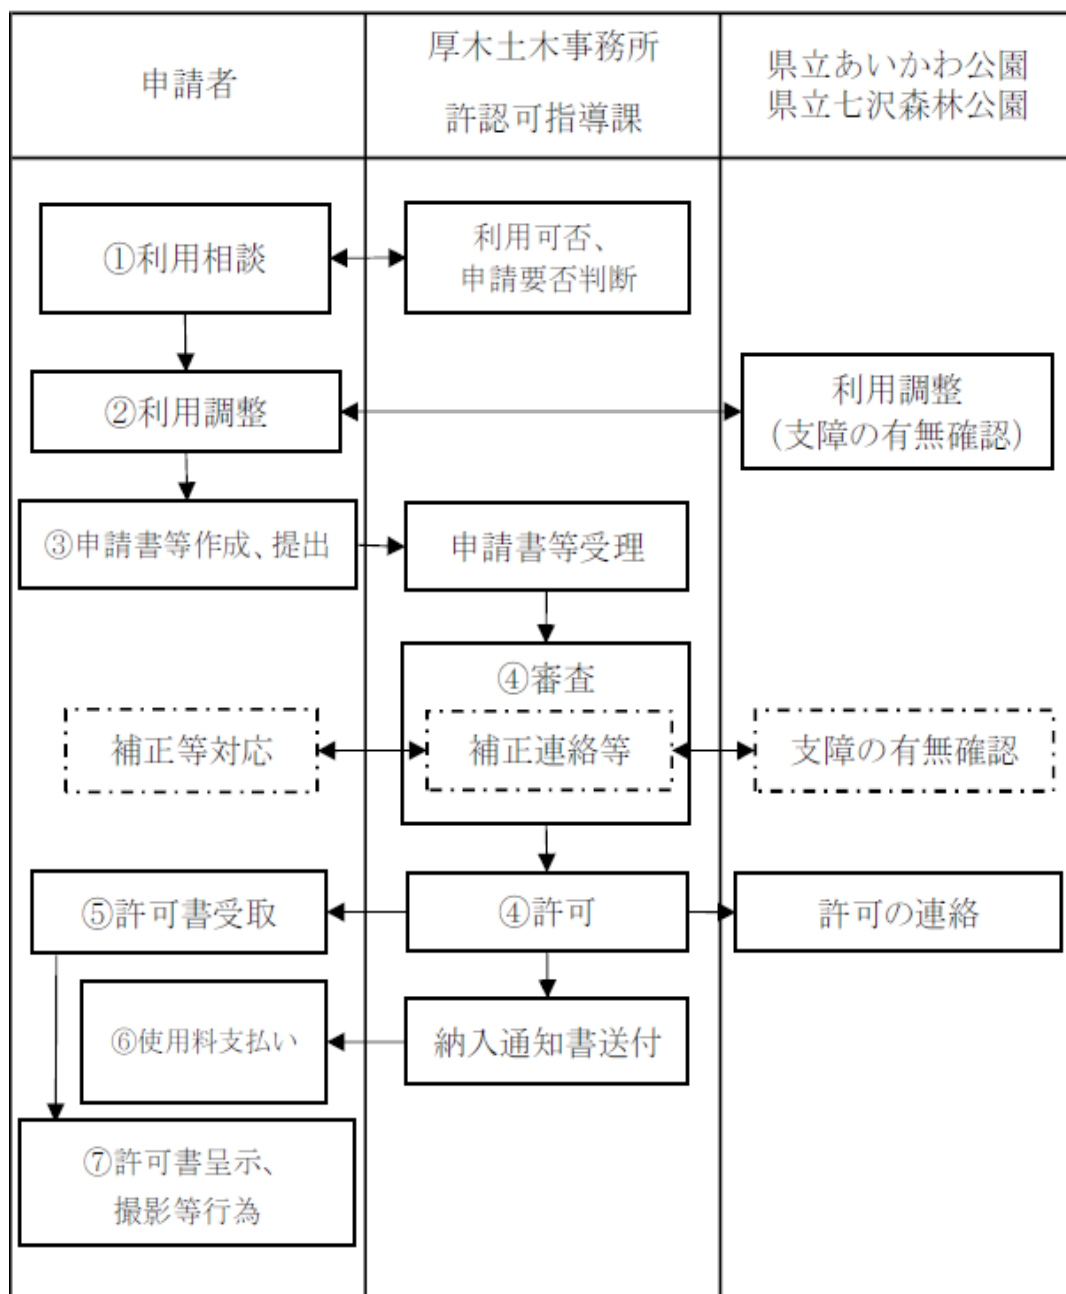 申請者
厚木土木事務所
許認可指導課
県立あいかわ公園
県立七沢森林公園
①利用相談
利用可否、
申請要否判断
②利用調整
利用調整
（支障の有無確認）
③申請書等作成、提出
申請書等受理
④審査
補正等対応
補正連絡等
支障の有無確認
⑤許可書受取
④許可
許可の連絡
⑥使用料支払い
納入通知書送付
⑦許可書呈示、
撮影等行為